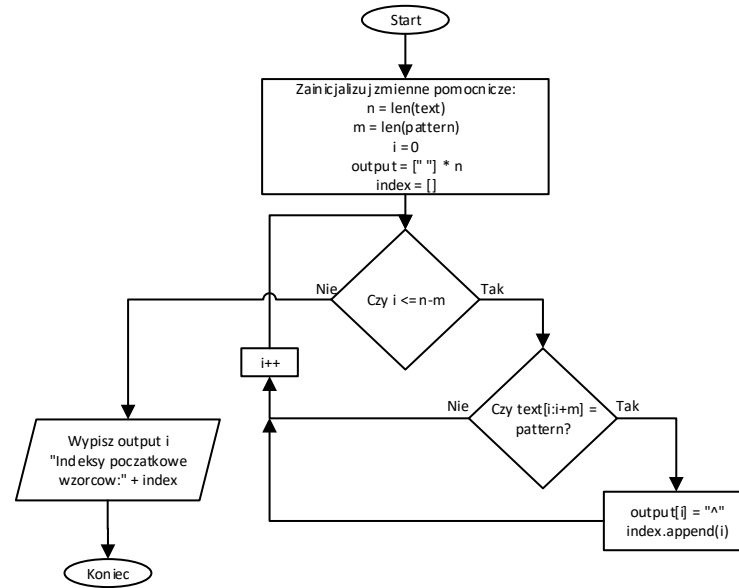 Start
Zainicjalizuj zmienne pomocnicze:
n = len(text)
m = len(pattern)
i = 0
output = [" "] * n
index = []
Nie
Czy i <= n-m
Tak
i++
Nie
Czy text[i:i+m] =
pattern?
Tak
Wypisz output i
"Indeksy poczatkowe
wzorcow:" + index
output[i] = "^"
index.append(i)
Koniec